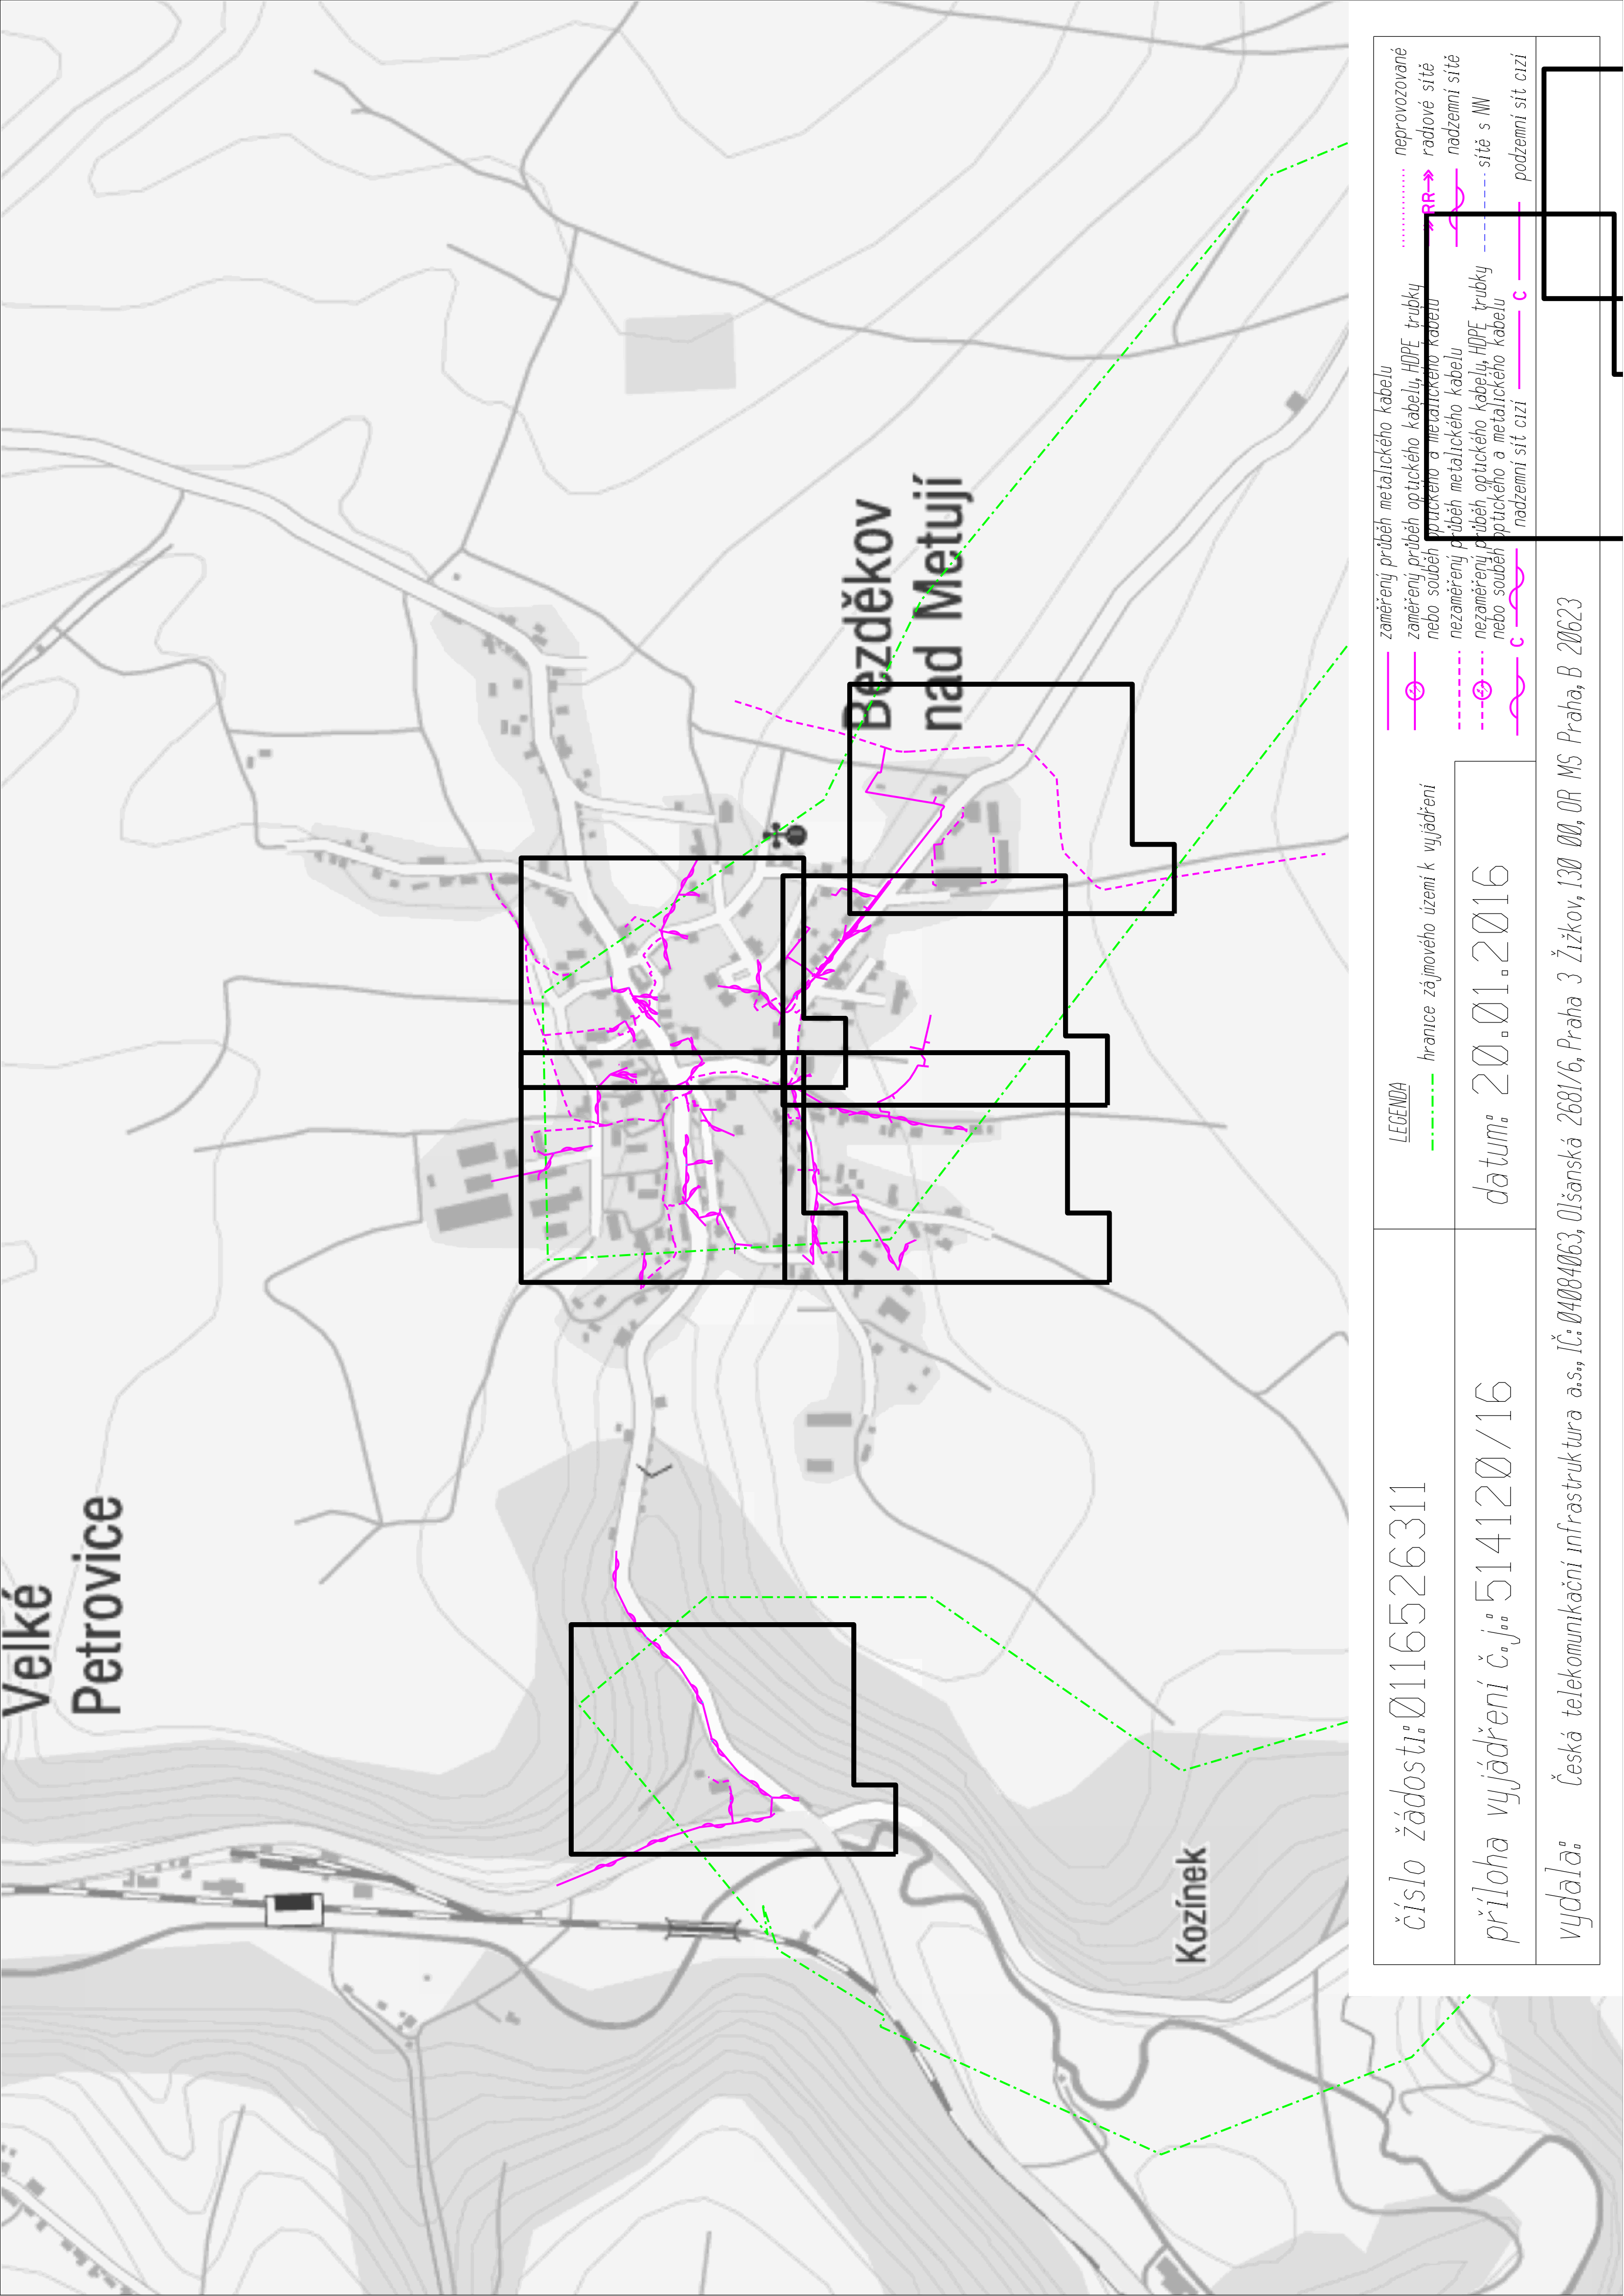 Velké
Petrovice
Bezděkov
nad Metují
Kozínek
číslo žádosti: 0116526311
příloha vyjádření č.j.: 514120/16
datum: 20.01.2016
vydala: Česká telekomunikační infrastruktura a.s., IČ: 04084063, Olšanská 2681/6, Praha 3 Žižkov, 130 00, OR MS Praha, B 20623
LEGENDA
hranice zájmového území k vyjádření
zaměřený průběh metalického kabelu
zaměřený průběh optického kabelu, HDPE trubky
nebo souběh optického a metalického kabelu
nezaměřený průběh metalického kabelu
nezaměřený průběh optického kabelu, HDPE trubky
nebo souběh optického a metalického kabelu
C nadzemní síť cizí
neprovozované
RR radiové sítě
nadzemní sítě
sítě s NN
C podzemní síť cizí